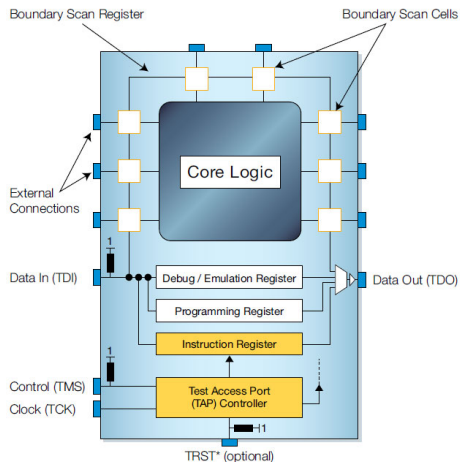 Boundary Scan Register
Boundary Scan Cells
Core Logic
External
Connections
1
Data In (TDI)
Debug / Emulation Register
Data Out (TDO)
Programming Register
Instruction Register
1
Control (TMS)
Test Access Port
(TAP) Controller
Clock (TCK)
1
TRST* (optional)